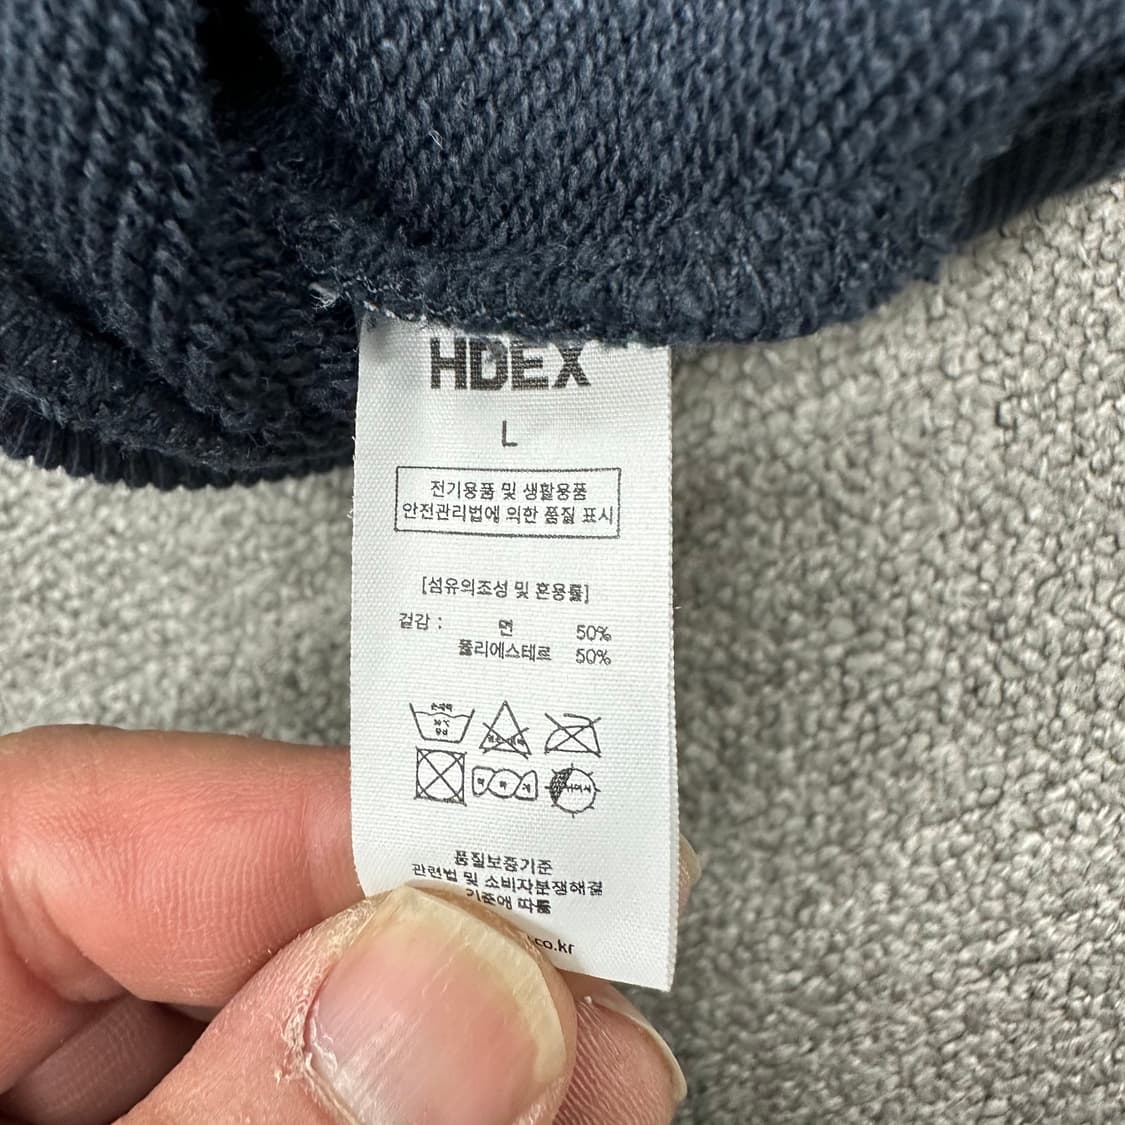 HDEX
L
전기용품 및 생활용품
안전관리법에 의한 품질 표시
[섬유의조성 및 혼용률]
겉감 : 면 50%
폴리에스테르 50%
품질보증기준
관련법 및 소비자분쟁해결
기준에 따름
.co.kr